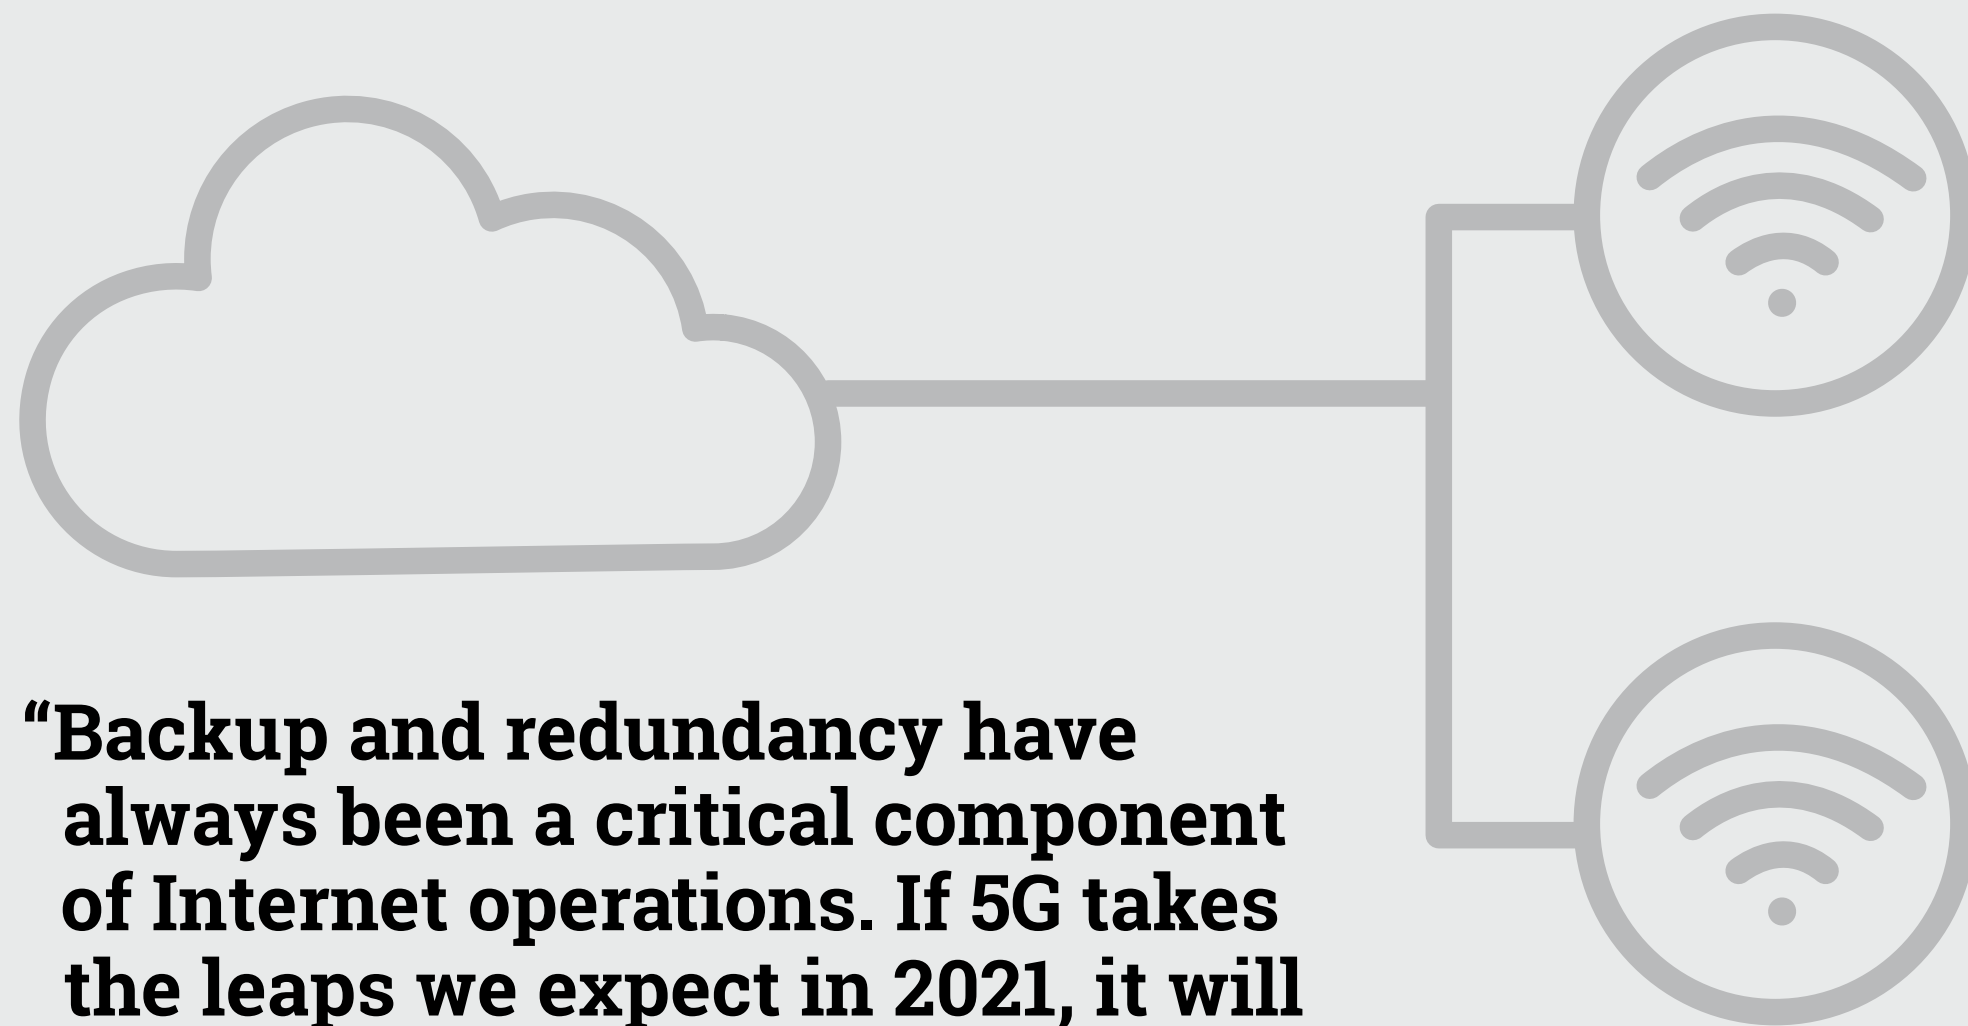 “Backup and redundancy have
always been a critical component
of Internet operations. If 5G takes
the leaps we expect in 2021, it will